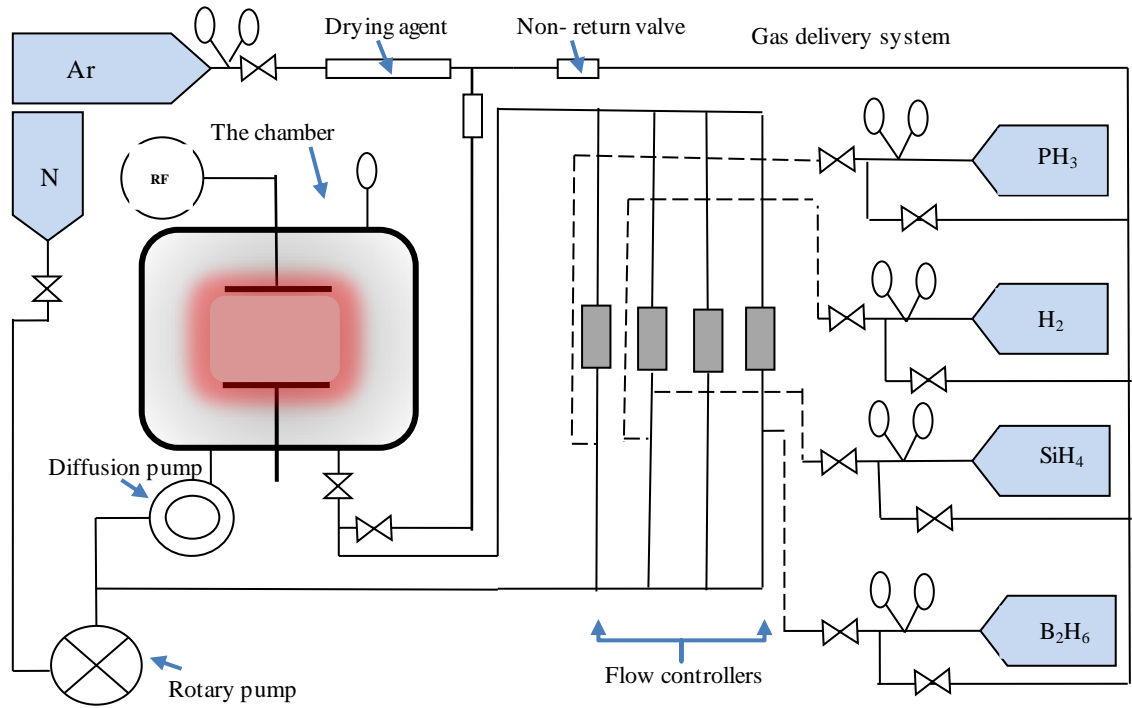 Drying agent
Non- return valve
Gas delivery system
Ar
The chamber
N
RF
PH3
H2
SiH4
Diffusion pump
B2H6
Flow controllers
Rotary pump